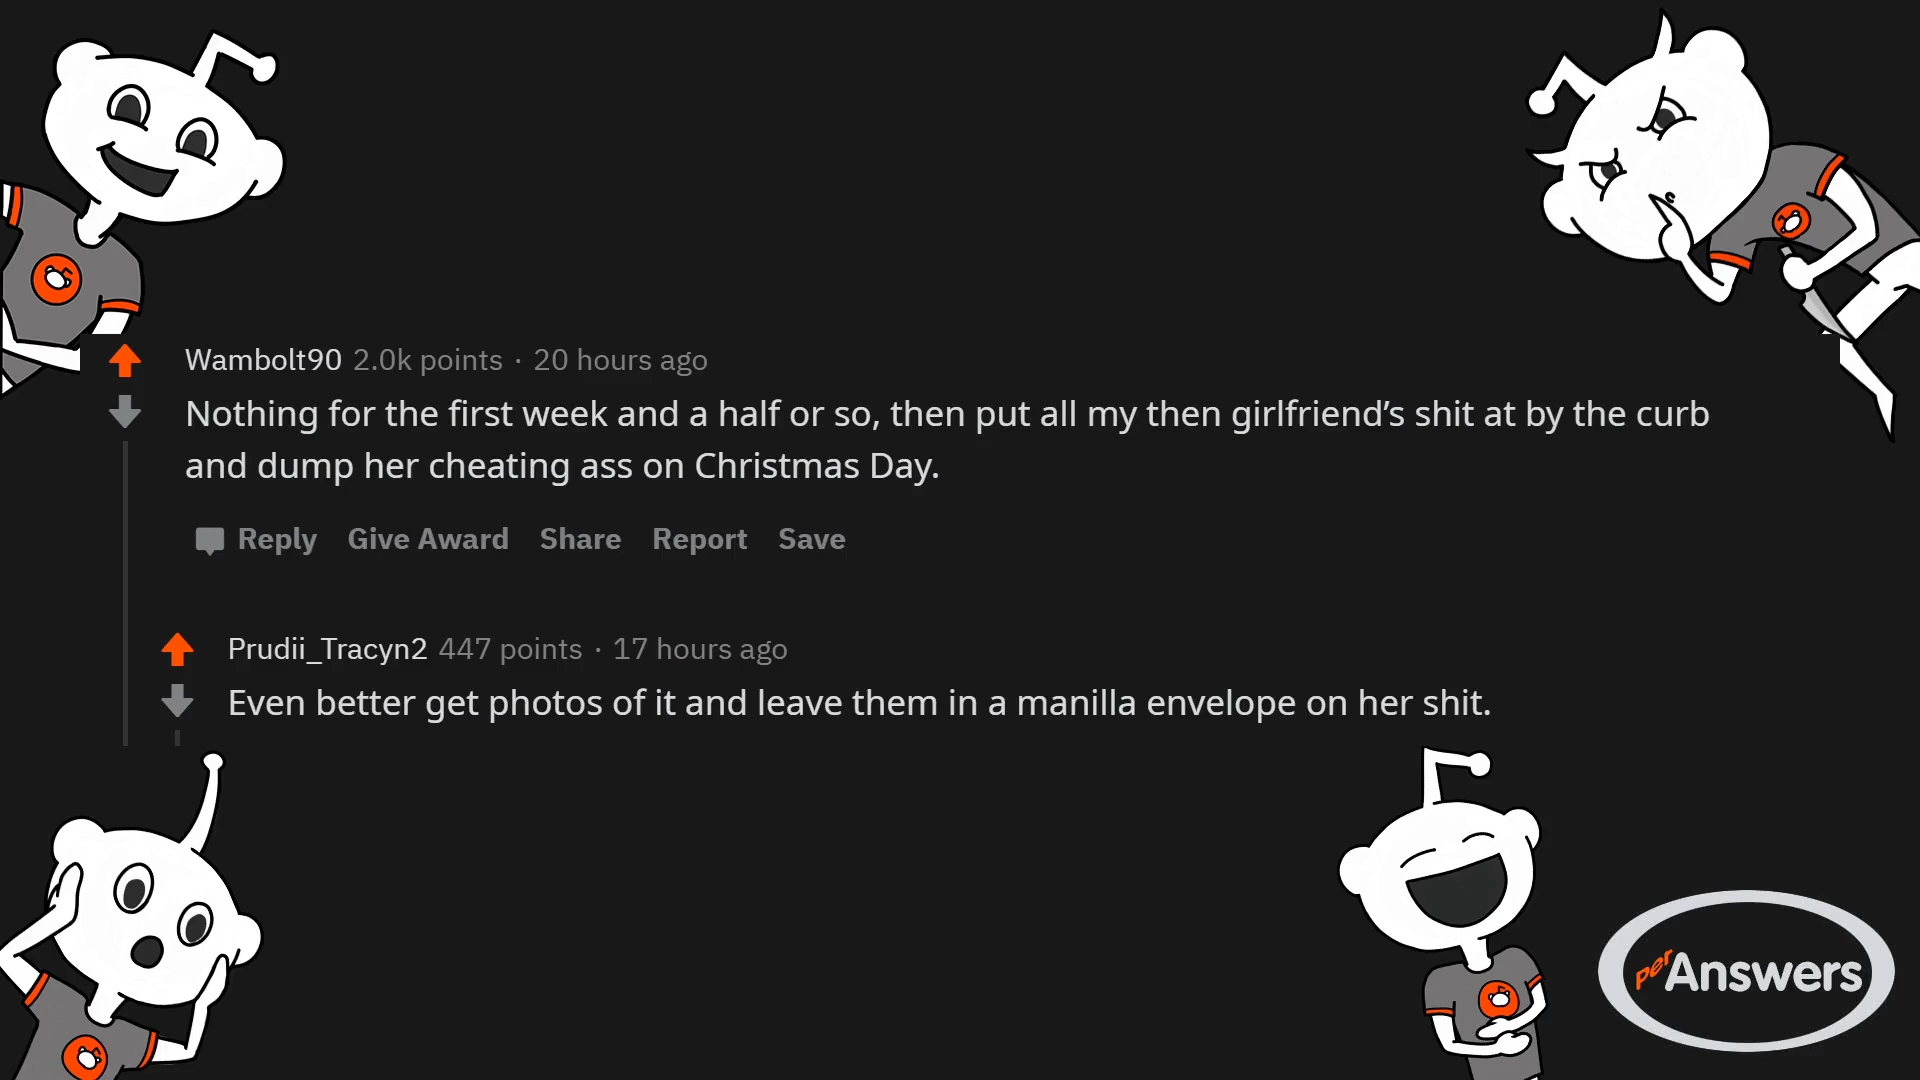 Wambolt90 2.0k points · 20 hours ago
Nothing for the first week and a half or so, then put all my then girlfriend’s shit at by the curb
and dump her cheating ass on Christmas Day.
Reply Give Award Share Report Save
Prudii_Tracyn2 447 points · 17 hours ago
Even better get photos of it and leave them in a manilla envelope on her shit.
perAnswers